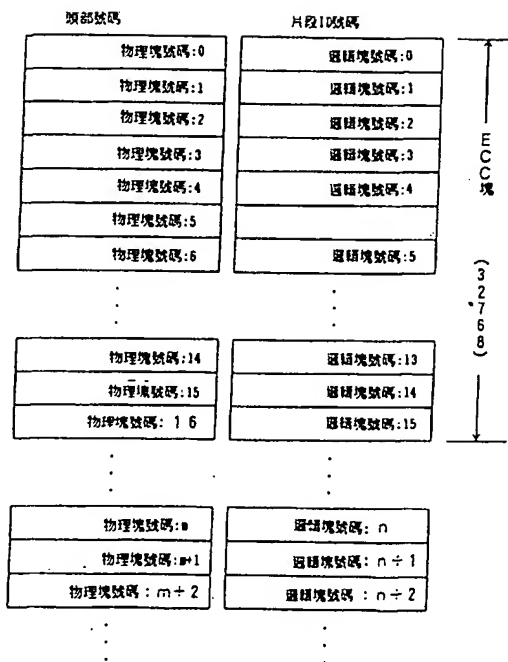 頭部號碼
片段ID號碼
物理塊號碼:0
邏輯塊號碼:0
物理塊號碼:1
邏輯塊號碼:1
物理塊號碼:2
邏輯塊號碼:2
物理塊號碼:3
邏輯塊號碼:3
物理塊號碼:4
邏輯塊號碼:4
物理塊號碼:5
物理塊號碼:6
邏輯塊號碼:5
ECC塊
(32768)
物理塊號碼:14
邏輯塊號碼:13
物理塊號碼:15
邏輯塊號碼:14
物理塊號碼: 16
邏輯塊號碼:15
物理塊號碼:m
邏輯塊號碼: n
物理塊號碼:m+1
邏輯塊號碼: n+1
物理塊號碼: m+2
邏輯塊號碼: n+2